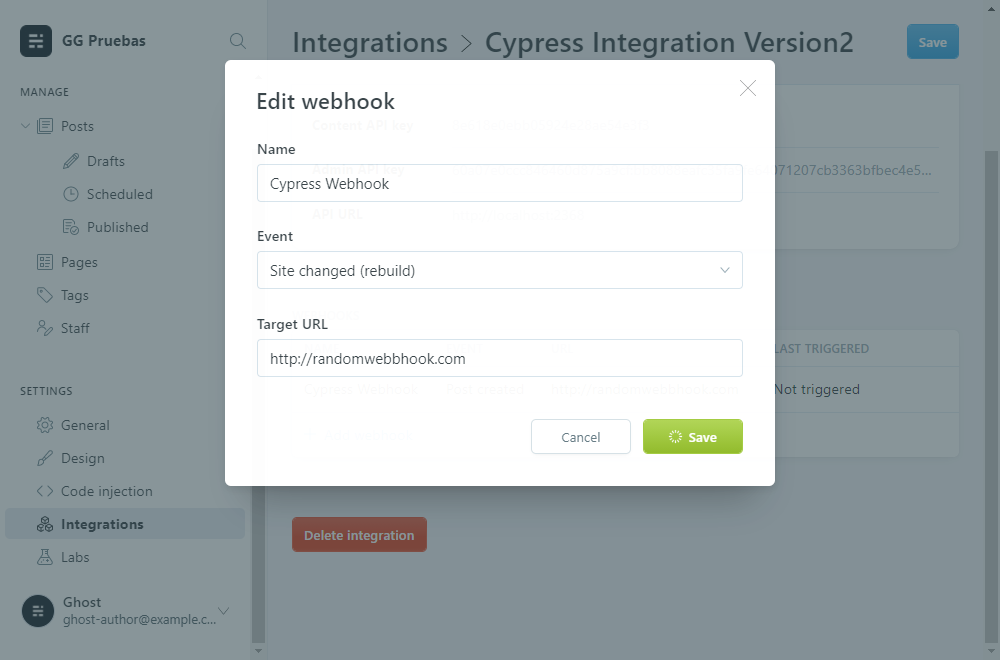 GG Pruebas
MANAGE
Posts
Drafts
Scheduled
Published
Pages
Tags
Staff
SETTINGS
General
Design
Code injection
Integrations
Labs
Ghost
ghost-author@example.c...
Integrations > Cypress Integration Version2
Save
Edit webhook
Content API key
Name
Admin API key
071207cb3363bfbec4e5...
Cypress Webhook
API URL
Event
Site changed (rebuild)
Target URL
LAST TRIGGERED
http://randomwebbhook.com
Cypress Webhook
Post created
http://randomwebbhook.com
Not triggered
Cancel
Save
Delete integration